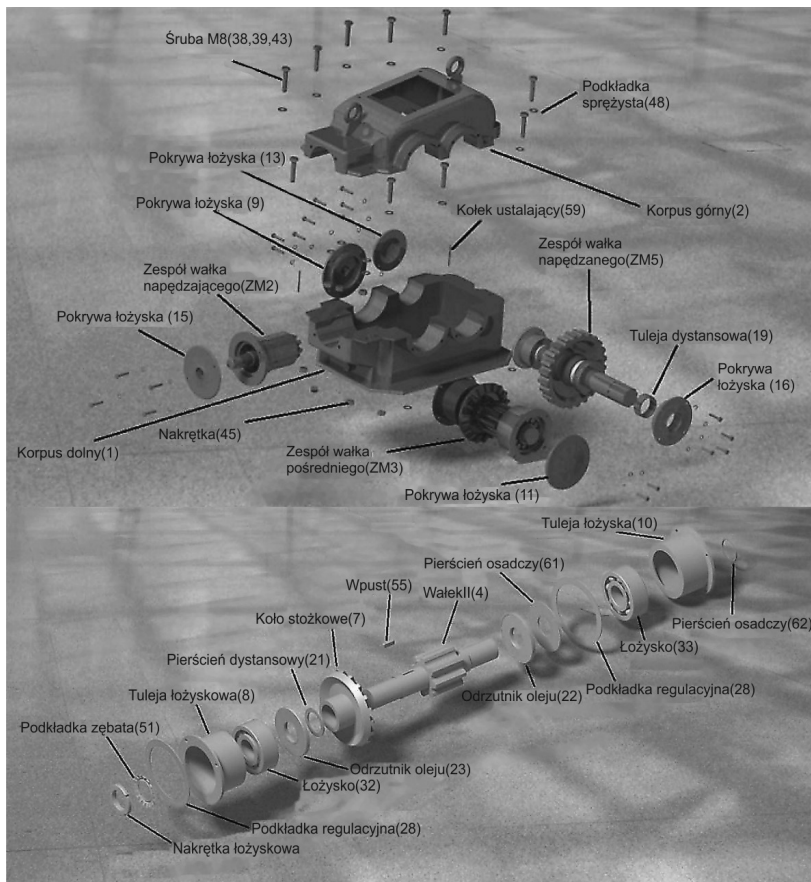 Śruba M8(38,39,43)
Podkładka
sprężysta(48)
Pokrywa łożyska (13)
Pokrywa łożyska (9)
Kołek ustalający(59)
Korpus górny(2)
Zespół wałka
napędzającego(ZM2)
Zespół wałka
napędzanego(ZM5)
Pokrywa łożyska (15)
Tuleja dystansowa(19)
Pokrywa
łożyska (16)
Nakrętka(45)
Korpus dolny(1)
Zespół wałka
pośredniego(ZM3)
Pokrywa łożyska (11)
Tuleja łożyska(10)
Pierścień osadczy(61)
Wpust(55)
WałekII(4)
Koło stożkowe(7)
Pierścień osadczy(62)
Łożysko(33)
Pierścień dystansowy(21)
Podkładka regulacyjna(28)
Tuleja łożyskowa(8)
Odrzutnik oleju(22)
Podkładka zębata(51)
Odrzutnik oleju(23)
Łożysko(32)
Podkładka regulacyjna(28)
Nakrętka łożyskowa